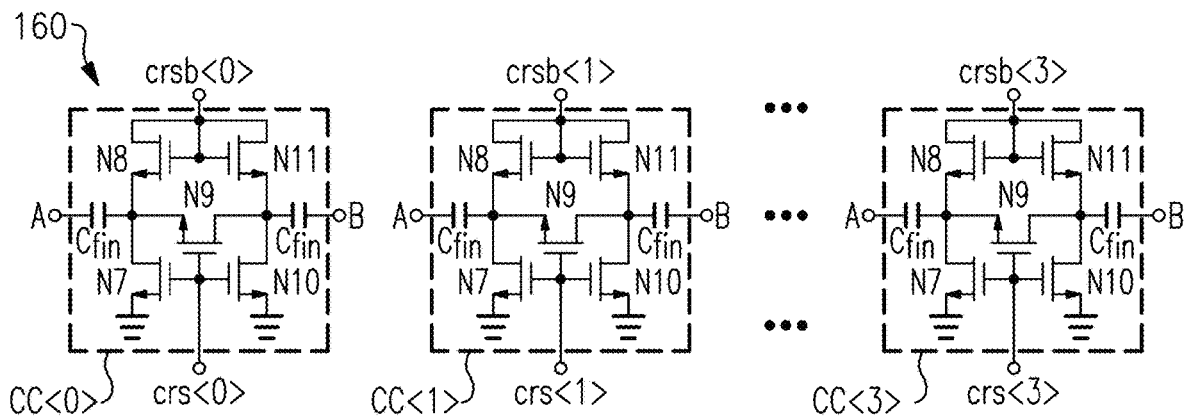 160
crsb<0> crsb<1> crsb<3>
N8 N11 N8 N11 N8 N11
N9 N9 N9
A B A B A B
Cfin Cfin Cfin Cfin Cfin Cfin
N7 N10 N7 N10 N7 N10
CC<0> crs<0> CC<1> crs<1> CC<3> crs<3>